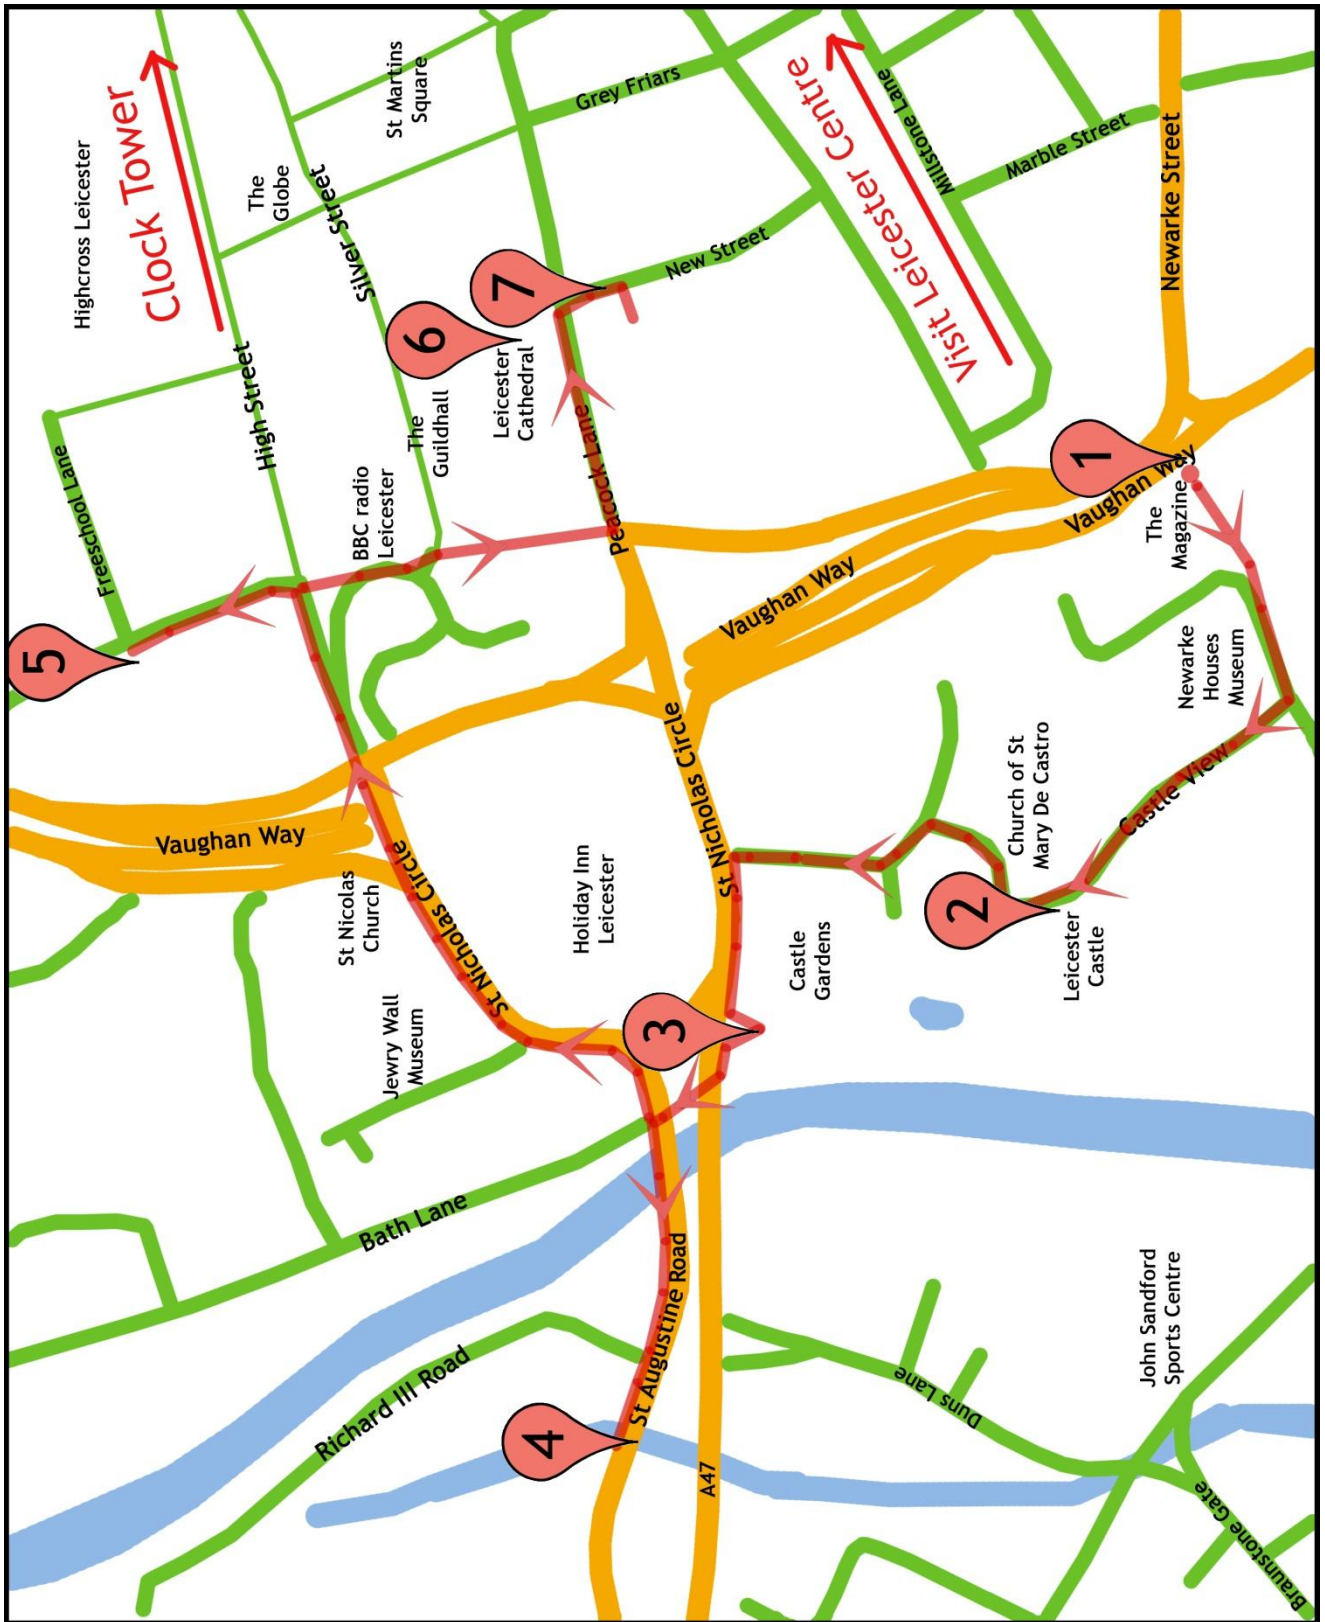 Highcross Leicester
Clock Tower
St Martins
Square
The
Globe
Silver Street
Grey Friars
Visit Leicester Centre
Millstone Lane
Marble Street
Newarke Street
New Street
High Street
Freeschool Lane
7
6
Leicester
Cathedral
The
Guildhall
BBC radio
Leicester
Peacock Lane
1
Vaughan Way
The
Magazine
5
Vaughan Way
Newarke
Houses
Museum
Castle View
Church of St
Mary De Castro
St Nicholas Circle
Vaughan Way
St Nicholas Circle
St Nicolas
Church
Holiday Inn
Leicester
2
Leicester
Castle
Castle
Gardens
St Nicholas Circle
3
Jewry Wall
Museum
Bath Lane
St Augustine Road
Richard III Road
4
A47
Duns Lane
John Sandford
Sports Centre
Braunstone Gate